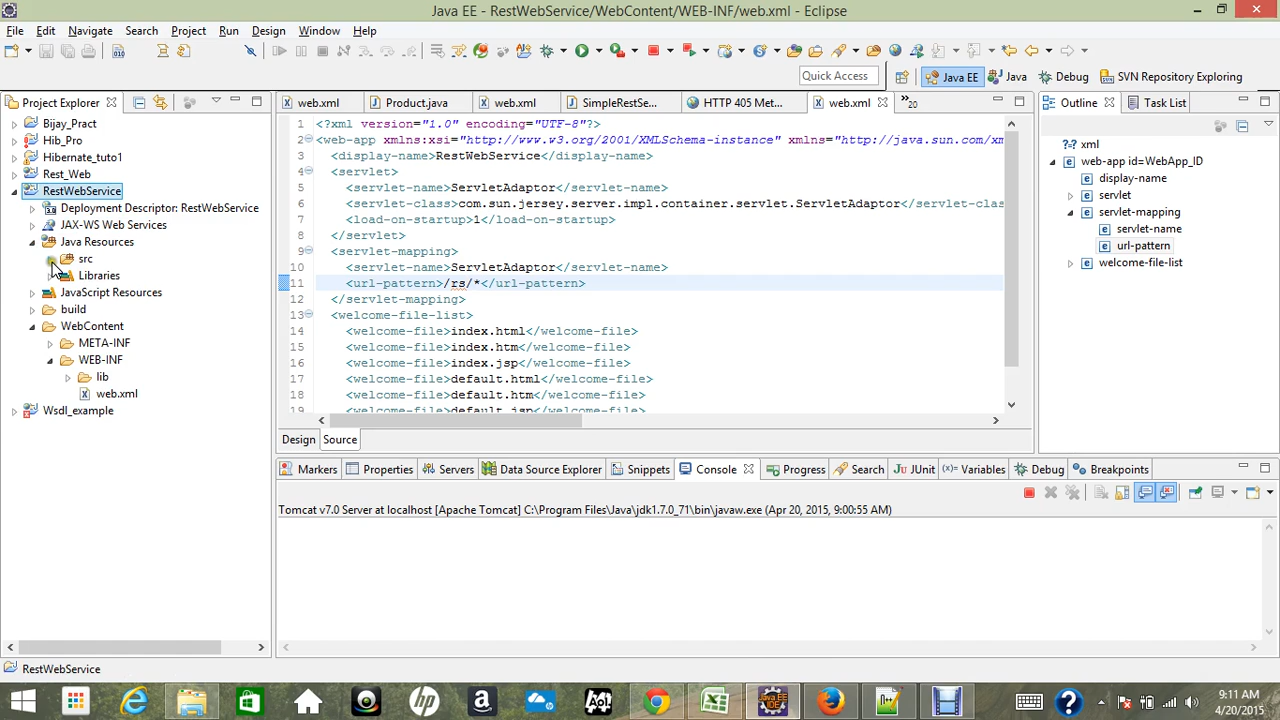 Java EE - RestWebService/WebContent/WEB-INF/web.xml - Eclipse
File Edit Navigate Search Project Run Design Window Help
Quick Access
Java EE
Java
Debug
SVN Repository Exploring
Project Explorer
Bijay_Pract
Hib_Pro
Hibernate_tuto1
Rest_Web
RestWebService
Deployment Descriptor: RestWebService
JAX-WS Web Services
Java Resources
src
Libraries
JavaScript Resources
build
WebContent
META-INF
WEB-INF
lib
web.xml
Wsdl_example
web.xml
Product.java
web.xml
SimpleRestSe...
HTTP 405 Met...
web.xml
»20
1 <?xml version="1.0" encoding="UTF-8"?>
2 <web-app xmlns:xsi="http://www.w3.org/2001/XMLSchema-instance" xmlns="http://java.sun.com/xm
3 <display-name>RestWebService</display-name>
4 <servlet>
5 <servlet-name>ServletAdaptor</servlet-name>
6 <servlet-class>com.sun.jersey.server.impl.container.servlet.ServletAdaptor</servlet-clas
7 <load-on-startup>1</load-on-startup>
8 </servlet>
9 <servlet-mapping>
10 <servlet-name>ServletAdaptor</servlet-name>
11 <url-pattern>/rs/*</url-pattern>
12 </servlet-mapping>
13 <welcome-file-list>
14 <welcome-file>index.html</welcome-file>
15 <welcome-file>index.htm</welcome-file>
16 <welcome-file>index.jsp</welcome-file>
17 <welcome-file>default.html</welcome-file>
18 <welcome-file>default.htm</welcome-file>
19 <welcome-file>default.jsp</welcome-file>
Design Source
Outline
Task List
xml
web-app id=WebApp_ID
display-name
servlet
servlet-mapping
servlet-name
url-pattern
welcome-file-list
Markers Properties Servers Data Source Explorer Snippets Console Progress Search JUnit Variables Debug Breakpoints
Tomcat v7.0 Server at localhost [Apache Tomcat] C:\Program Files\Java\jdk1.7.0_71\bin\javaw.exe (Apr 20, 2015, 9:00:55 AM)
RestWebService
9:11 AM
4/20/2015